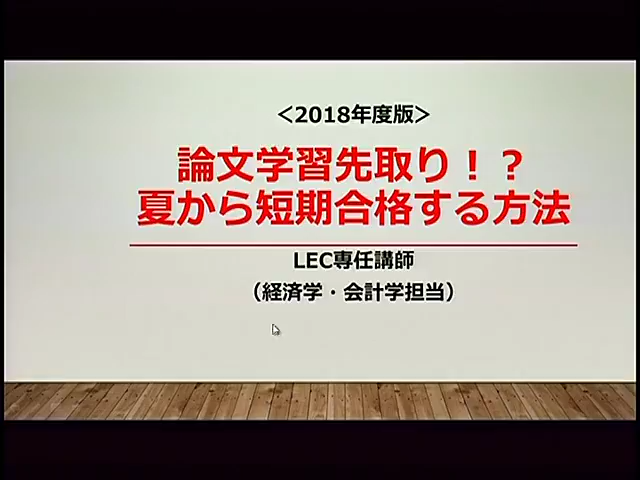 ＜2018年度版＞
論文学習先取り！？
夏から短期合格する方法
LEC専任講師
（経済学・会計学担当）